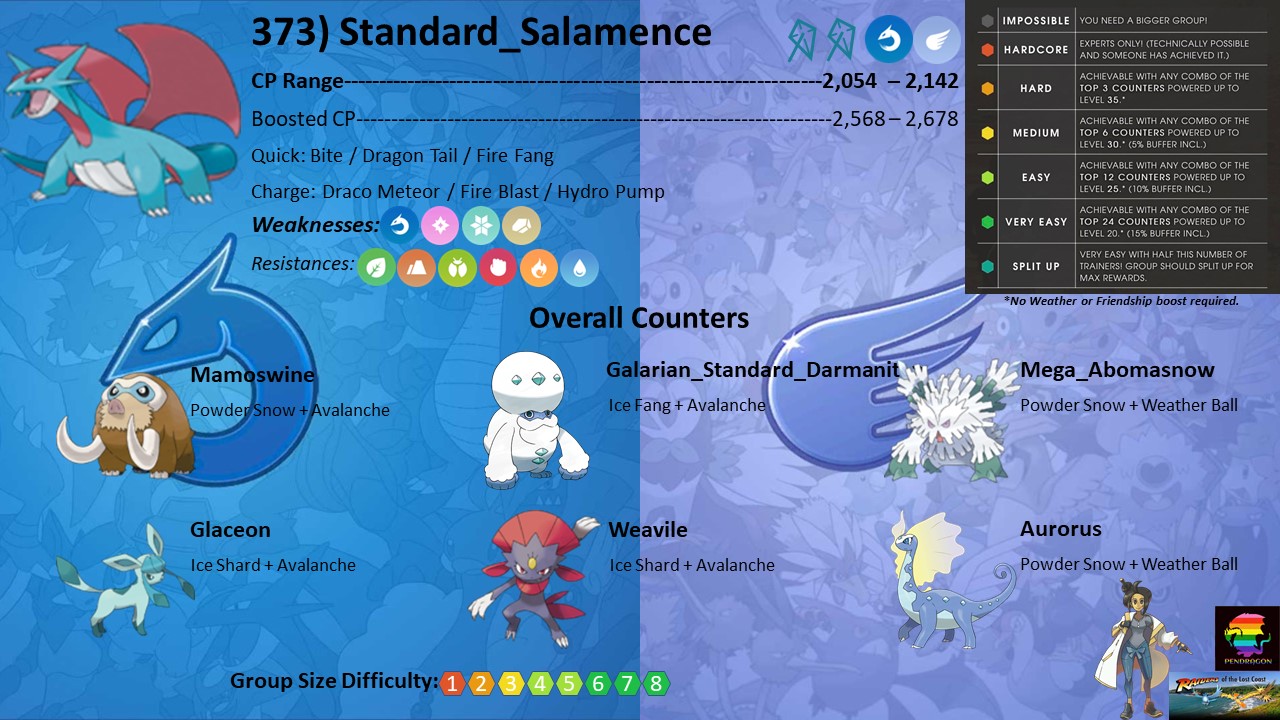 373) Standard_Salamence
CP Range------------------------------------------------------------------------------2,054 – 2,142
Boosted CP------------------------------------------------------------------------------2,568 – 2,678
Quick: Bite / Dragon Tail / Fire Fang
Charge: Draco Meteor / Fire Blast / Hydro Pump
Weaknesses:
Resistances:
IMPOSSIBLE YOU NEED A BIGGER GROUP!
HARDCORE EXPERTS ONLY! (TECHNICALLY POSSIBLE
AND SOMEONE HAS ACHIEVED IT.)
HARD ACHIEVABLE WITH ANY COMBO OF THE
TOP 3 COUNTERS POWERED UP TO
LEVEL 35.*
MEDIUM ACHIEVABLE WITH ANY COMBO OF THE
TOP 6 COUNTERS POWERED UP TO
LEVEL 30.* (5% BUFFER INCL.)
EASY ACHIEVABLE WITH ANY COMBO OF THE
TOP 12 COUNTERS POWERED UP TO
LEVEL 25.* (10% BUFFER INCL.)
VERY EASY ACHIEVABLE WITH ANY COMBO OF THE
TOP 24 COUNTERS POWERED UP TO
LEVEL 20.* (15% BUFFER INCL.)
SPLIT UP VERY EASY WITH HALF THIS NUMBER OF
TRAINERS! GROUP SHOULD SPLIT UP FOR
MAX REWARDS.
*No Weather or Friendship boost required.
Overall Counters
Mamoswine
Powder Snow + Avalanche
Galarian_Standard_Darmanit
Ice Fang + Avalanche
Mega_Abomasnow
Powder Snow + Weather Ball
Glaceon
Ice Shard + Avalanche
Weavile
Ice Shard + Avalanche
Aurorus
Powder Snow + Weather Ball
Group Size Difficulty: 1 2 3 4 5 6 7 8
PENDRAGON
RAIDERS of the Lost Coast